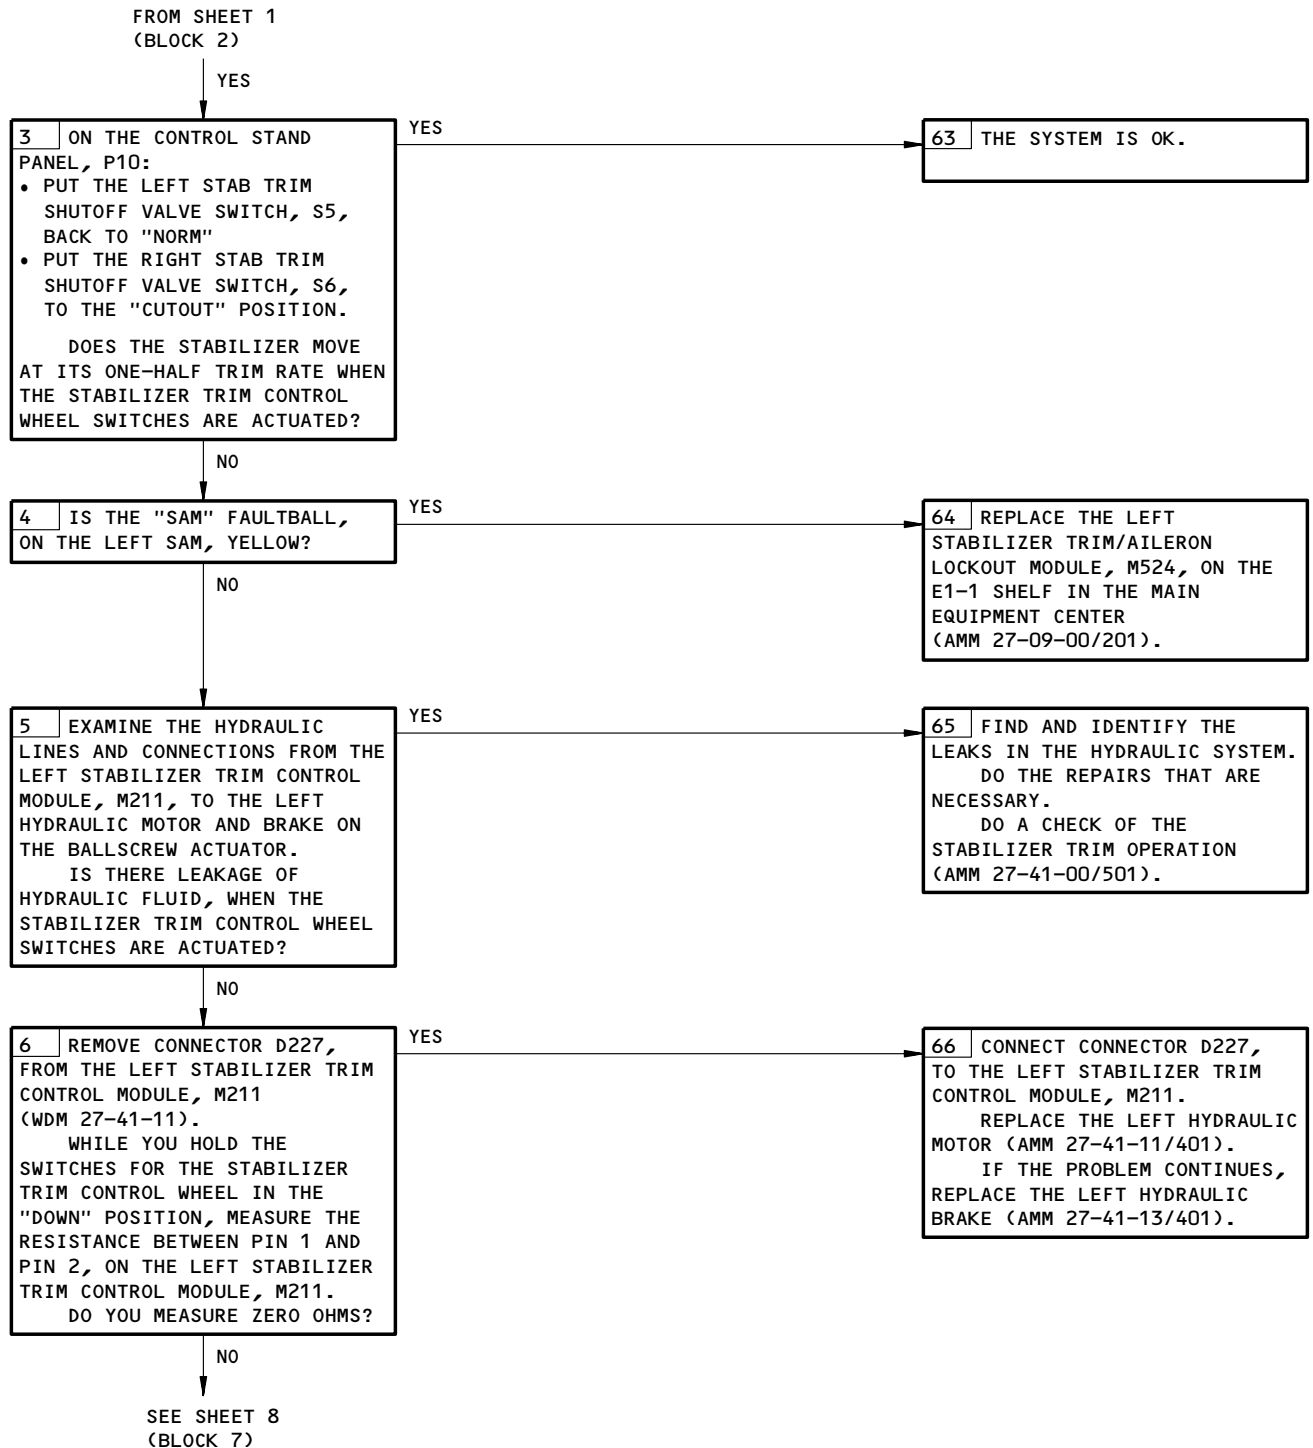 FROM SHEET 1
(BLOCK 2)
YES
3 ON THE CONTROL STAND
PANEL, P10:
• PUT THE LEFT STAB TRIM
SHUTOFF VALVE SWITCH, S5,
BACK TO "NORM"
• PUT THE RIGHT STAB TRIM
SHUTOFF VALVE SWITCH, S6,
TO THE "CUTOUT" POSITION.
DOES THE STABILIZER MOVE
AT ITS ONE-HALF TRIM RATE WHEN
THE STABILIZER TRIM CONTROL
WHEEL SWITCHES ARE ACTUATED?
YES
63 THE SYSTEM IS OK.
NO
4 IS THE "SAM" FAULTBALL,
ON THE LEFT SAM, YELLOW?
YES
64 REPLACE THE LEFT
STABILIZER TRIM/AILERON
LOCKOUT MODULE, M524, ON THE
E1-1 SHELF IN THE MAIN
EQUIPMENT CENTER
(AMM 27-09-00/201).
NO
5 EXAMINE THE HYDRAULIC
LINES AND CONNECTIONS FROM THE
LEFT STABILIZER TRIM CONTROL
MODULE, M211, TO THE LEFT
HYDRAULIC MOTOR AND BRAKE ON
THE BALLSCREW ACTUATOR.
IS THERE LEAKAGE OF
HYDRAULIC FLUID, WHEN THE
STABILIZER TRIM CONTROL WHEEL
SWITCHES ARE ACTUATED?
YES
65 FIND AND IDENTIFY THE
LEAKS IN THE HYDRAULIC SYSTEM.
DO THE REPAIRS THAT ARE
NECESSARY.
DO A CHECK OF THE
STABILIZER TRIM OPERATION
(AMM 27-41-00/501).
NO
6 REMOVE CONNECTOR D227,
FROM THE LEFT STABILIZER TRIM
CONTROL MODULE, M211
(WDM 27-41-11).
WHILE YOU HOLD THE
SWITCHES FOR THE STABILIZER
TRIM CONTROL WHEEL IN THE
"DOWN" POSITION, MEASURE THE
RESISTANCE BETWEEN PIN 1 AND
PIN 2, ON THE LEFT STABILIZER
TRIM CONTROL MODULE, M211.
DO YOU MEASURE ZERO OHMS?
YES
66 CONNECT CONNECTOR D227,
TO THE LEFT STABILIZER TRIM
CONTROL MODULE, M211.
REPLACE THE LEFT HYDRAULIC
MOTOR (AMM 27-41-11/401).
IF THE PROBLEM CONTINUES,
REPLACE THE LEFT HYDRAULIC
BRAKE (AMM 27-41-13/401).
NO
SEE SHEET 8
(BLOCK 7)